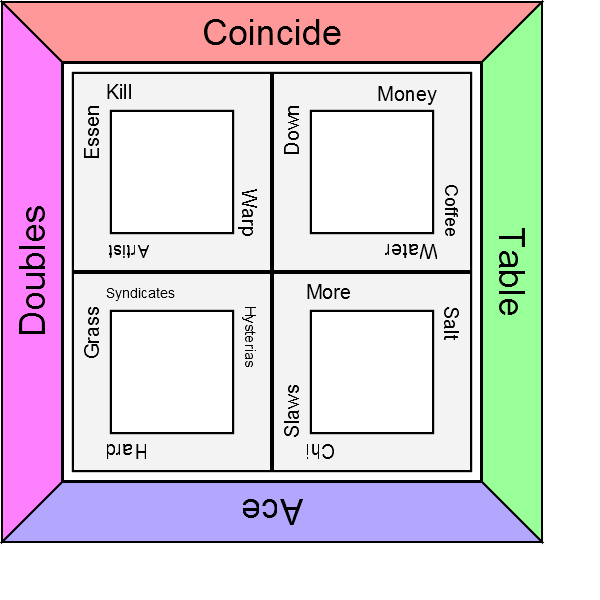 Coincide
Kill
Essen
Warp
Artist
Money
Down
Coffee
Water
Doubles
Table
Syndicates
Grass
Hysterias
Hard
More
Salt
Slaws
Chi
Ace